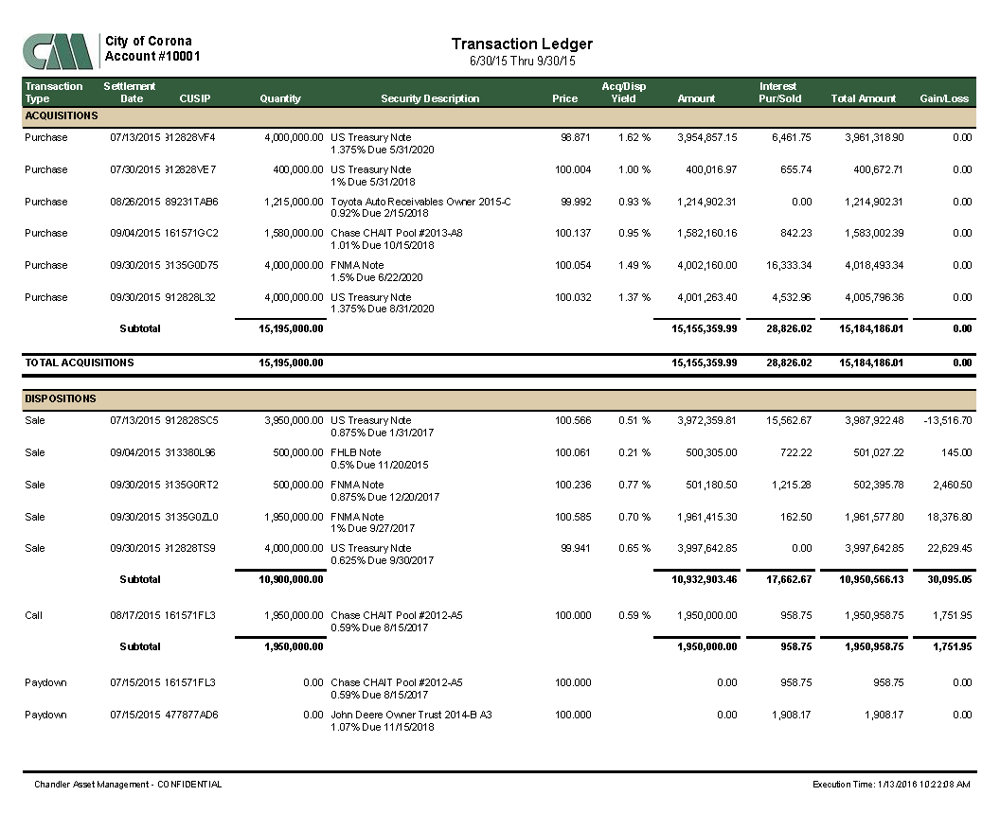 CM
City of Corona
Account #10001
Transaction Ledger
6/30/15 Thru 9/30/15
Transaction Settlement Acq/Disp Interest
Type Date CUSIP Quantity Security Description Price Yield Amount Pur/Sold Total Amount Gain/Loss
ACQUISITIONS
Purchase 07/13/2015 912828VF4 4,000,000.00 US Treasury Note 98.871 1.62 % 3,954,857.15 6,461.75 3,961,318.90 0.00
1.375% Due 5/31/2020
Purchase 07/30/2015 912828VE7 400,000.00 US Treasury Note 100.004 1.00 % 400,016.97 655.74 400,672.71 0.00
1% Due 5/31/2018
Purchase 08/26/2015 89231TAB6 1,215,000.00 Toyota Auto Receivables Owner 2015-C 99.992 0.93 % 1,214,902.31 0.00 1,214,902.31 0.00
0.92% Due 2/15/2018
Purchase 09/04/2015 161571GC2 1,580,000.00 Chase CHAIT Pool #2013-A8 100.137 0.95 % 1,582,160.16 842.23 1,583,002.39 0.00
1.01% Due 10/15/2018
Purchase 09/30/2015 3135G0D75 4,000,000.00 FNMA Note 100.054 1.49 % 4,002,160.00 16,333.34 4,018,493.34 0.00
1.5% Due 6/22/2020
Purchase 09/30/2015 912828L32 4,000,000.00 US Treasury Note 100.032 1.37 % 4,001,263.40 4,532.96 4,005,796.36 0.00
1.375% Due 8/31/2020
Subtotal 15,195,000.00 15,155,359.99 28,826.02 15,184,186.01 0.00
TOTAL ACQUISITIONS 15,195,000.00 15,155,359.99 28,826.02 15,184,186.01 0.00
DISPOSITIONS
Sale 07/13/2015 912828SC5 3,950,000.00 US Treasury Note 100.566 0.51 % 3,972,359.81 15,562.67 3,987,922.48 -13,516.70
0.875% Due 1/31/2017
Sale 09/04/2015 313380L96 500,000.00 FHLB Note 100.061 0.21 % 500,305.00 722.22 501,027.22 145.00
0.5% Due 11/20/2015
Sale 09/30/2015 3135G0RT2 500,000.00 FNMA Note 100.236 0.77 % 501,180.50 1,215.28 502,395.78 2,460.50
0.875% Due 12/20/2017
Sale 09/30/2015 3135G0ZL0 1,950,000.00 FNMA Note 100.585 0.70 % 1,961,415.30 162.50 1,961,577.80 18,376.80
1% Due 9/27/2017
Sale 09/30/2015 912828TS9 4,000,000.00 US Treasury Note 99.941 0.65 % 3,997,642.85 0.00 3,997,642.85 22,629.45
0.625% Due 9/30/2017
Subtotal 10,900,000.00 10,932,903.46 17,662.67 10,950,566.13 30,095.05
Call 08/17/2015 161571FL3 1,950,000.00 Chase CHAIT Pool #2012-A5 100.000 0.59 % 1,950,000.00 958.75 1,950,958.75 1,751.95
0.59% Due 8/15/2017
Subtotal 1,950,000.00 1,950,000.00 958.75 1,950,958.75 1,751.95
Paydown 07/15/2015 161571FL3 0.00 Chase CHAIT Pool #2012-A5 100.000 0.00 958.75 958.75 0.00
0.59% Due 8/15/2017
Paydown 07/15/2015 477877AD6 0.00 John Deere Owner Trust 2014-B A3 100.000 0.00 1,908.17 1,908.17 0.00
1.07% Due 11/15/2018
Chandler Asset Management - CONFIDENTIAL Execution Time: 1/13/2016 10:22:08 AM